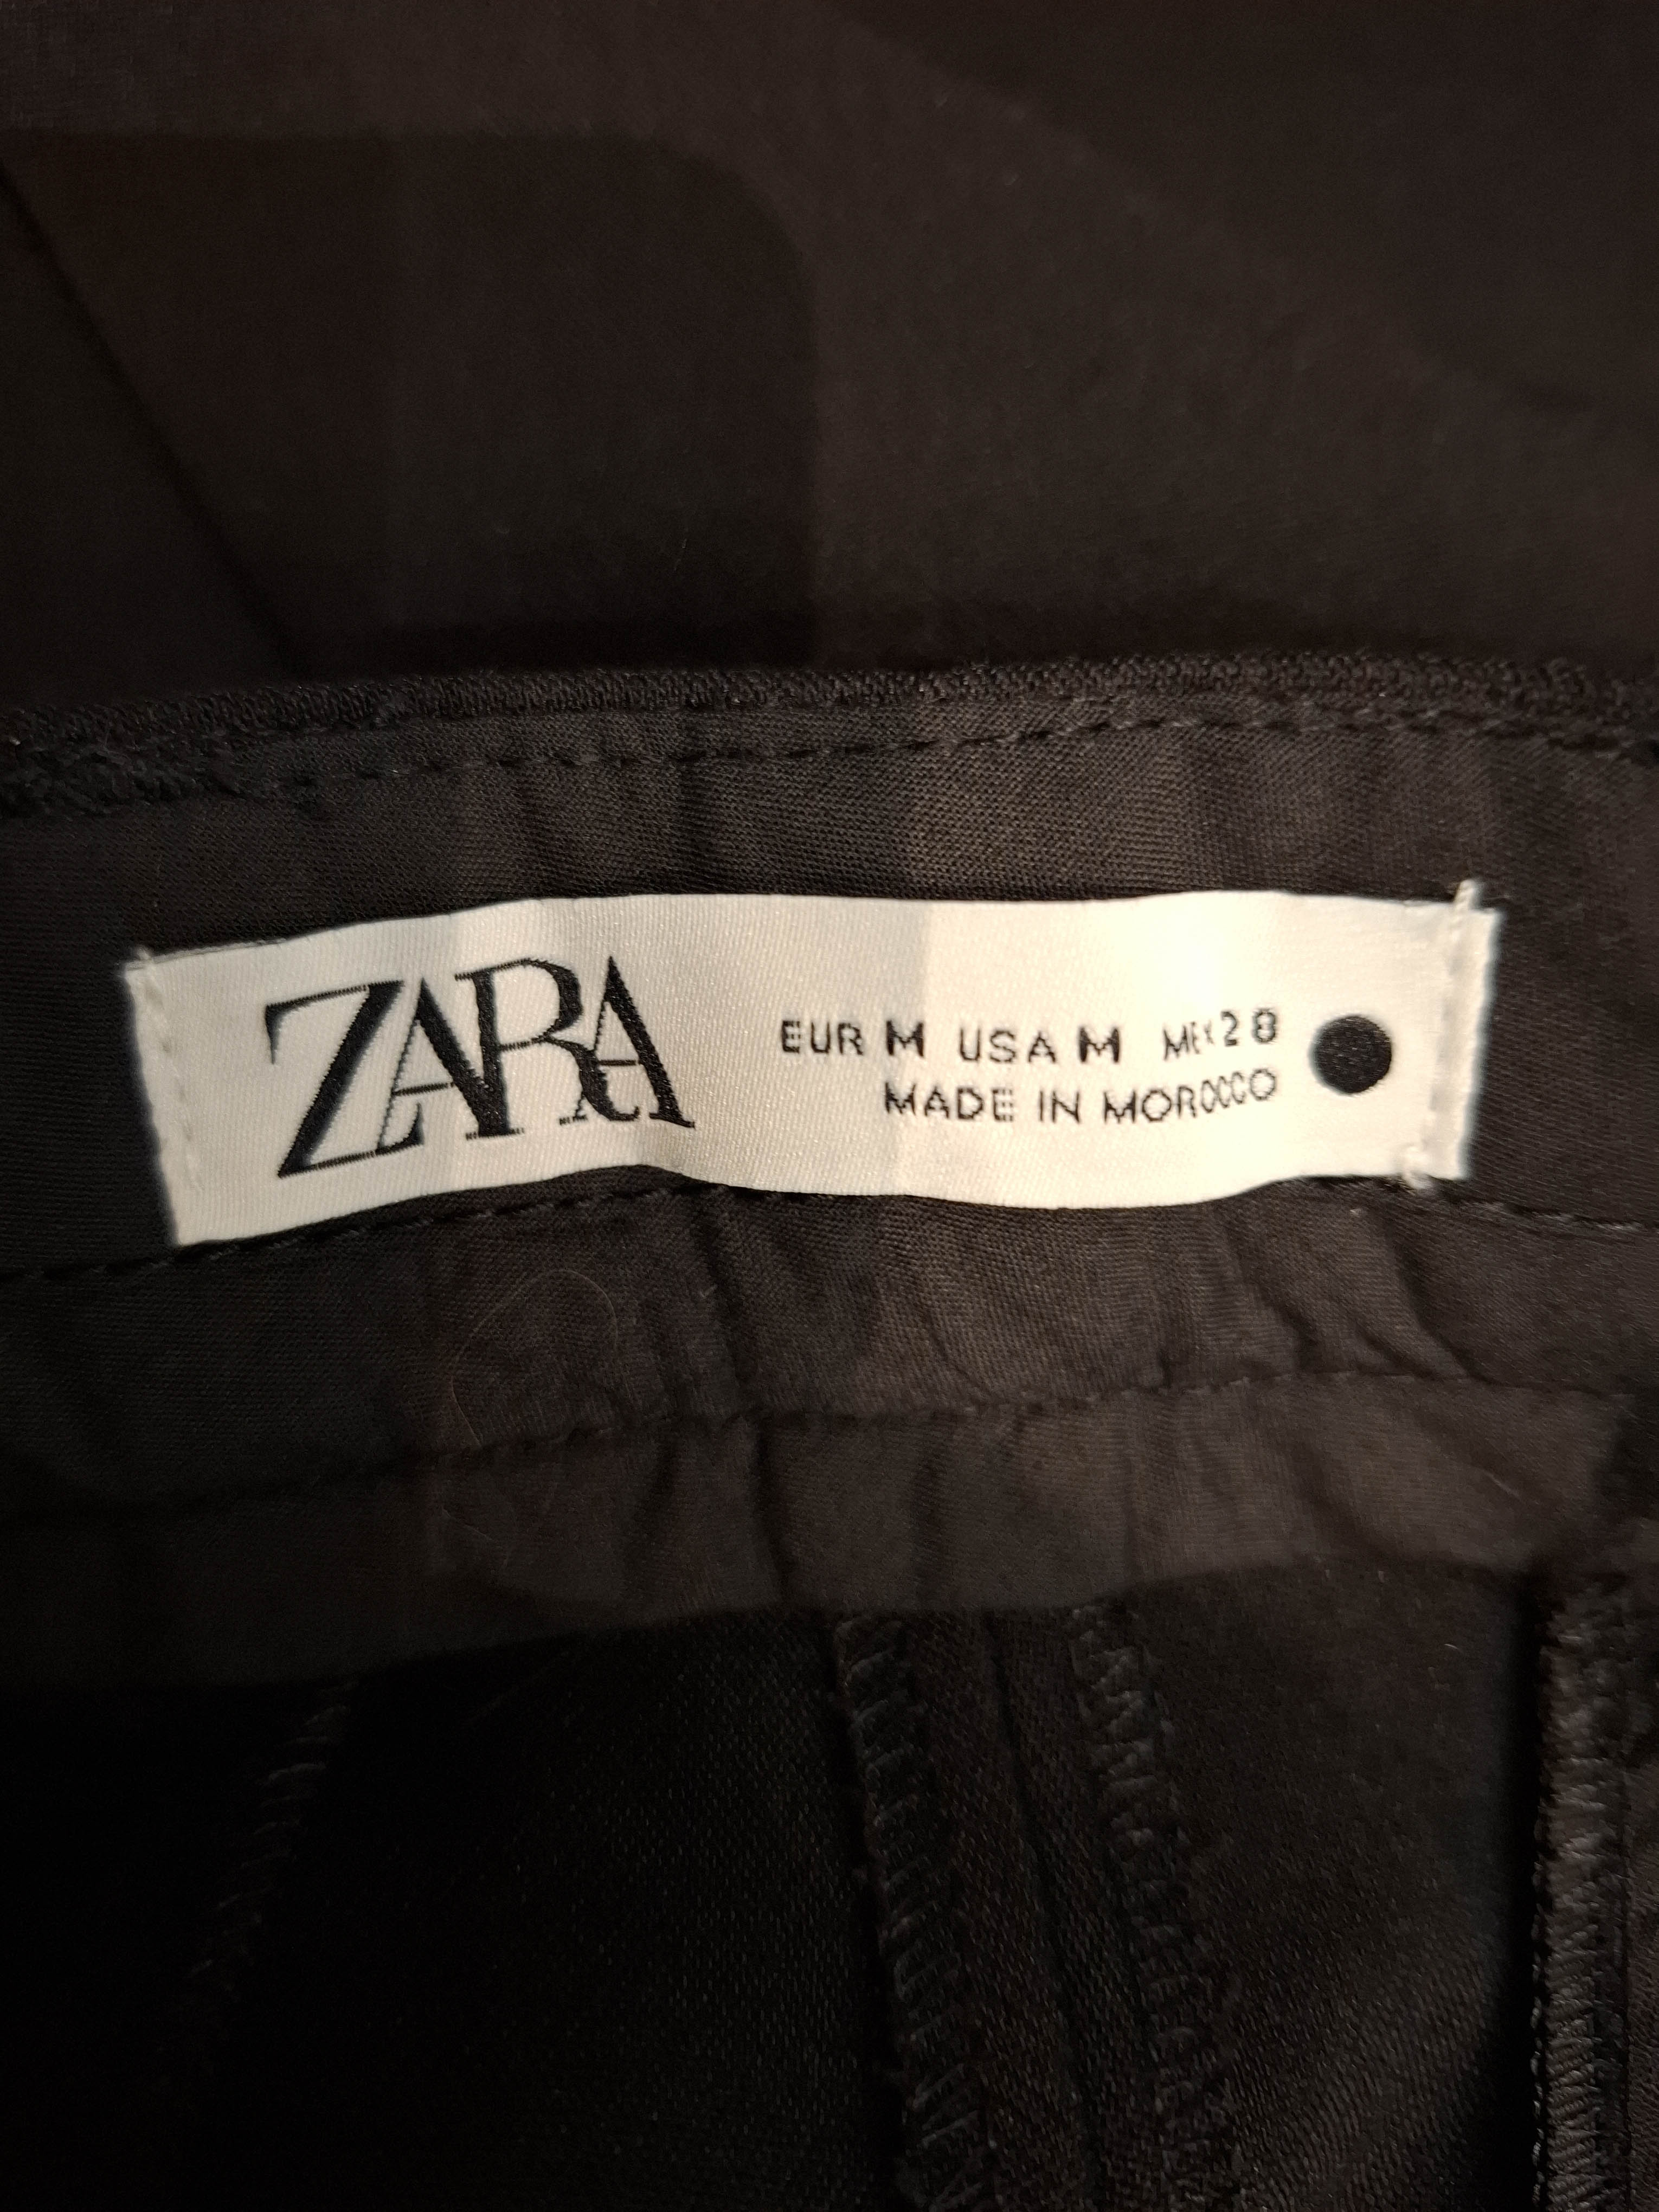 ZARA
EUR M USA M MEX 28
MADE IN MOROCCO